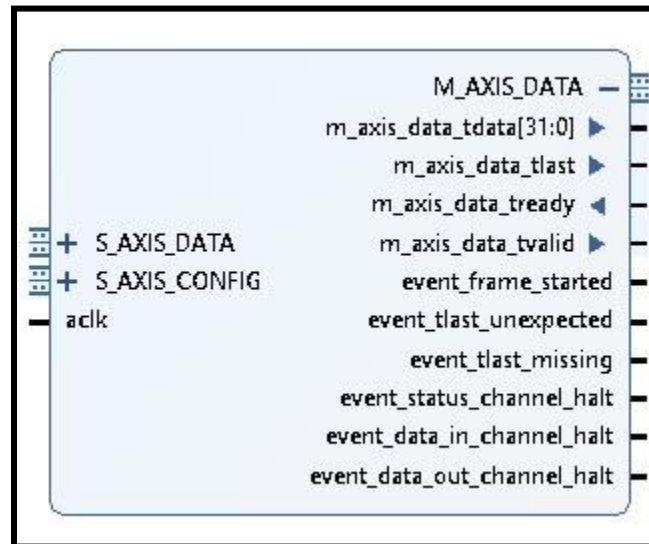 M_AXIS_DATA
m_axis_data_tdata[31:0]
m_axis_data_tlast
m_axis_data_tready
S_AXIS_DATA m_axis_data_tvalid
S_AXIS_CONFIG event_frame_started
aclk event_tlast_unexpected
event_tlast_missing
event_status_channel_halt
event_data_in_channel_halt
event_data_out_channel_halt